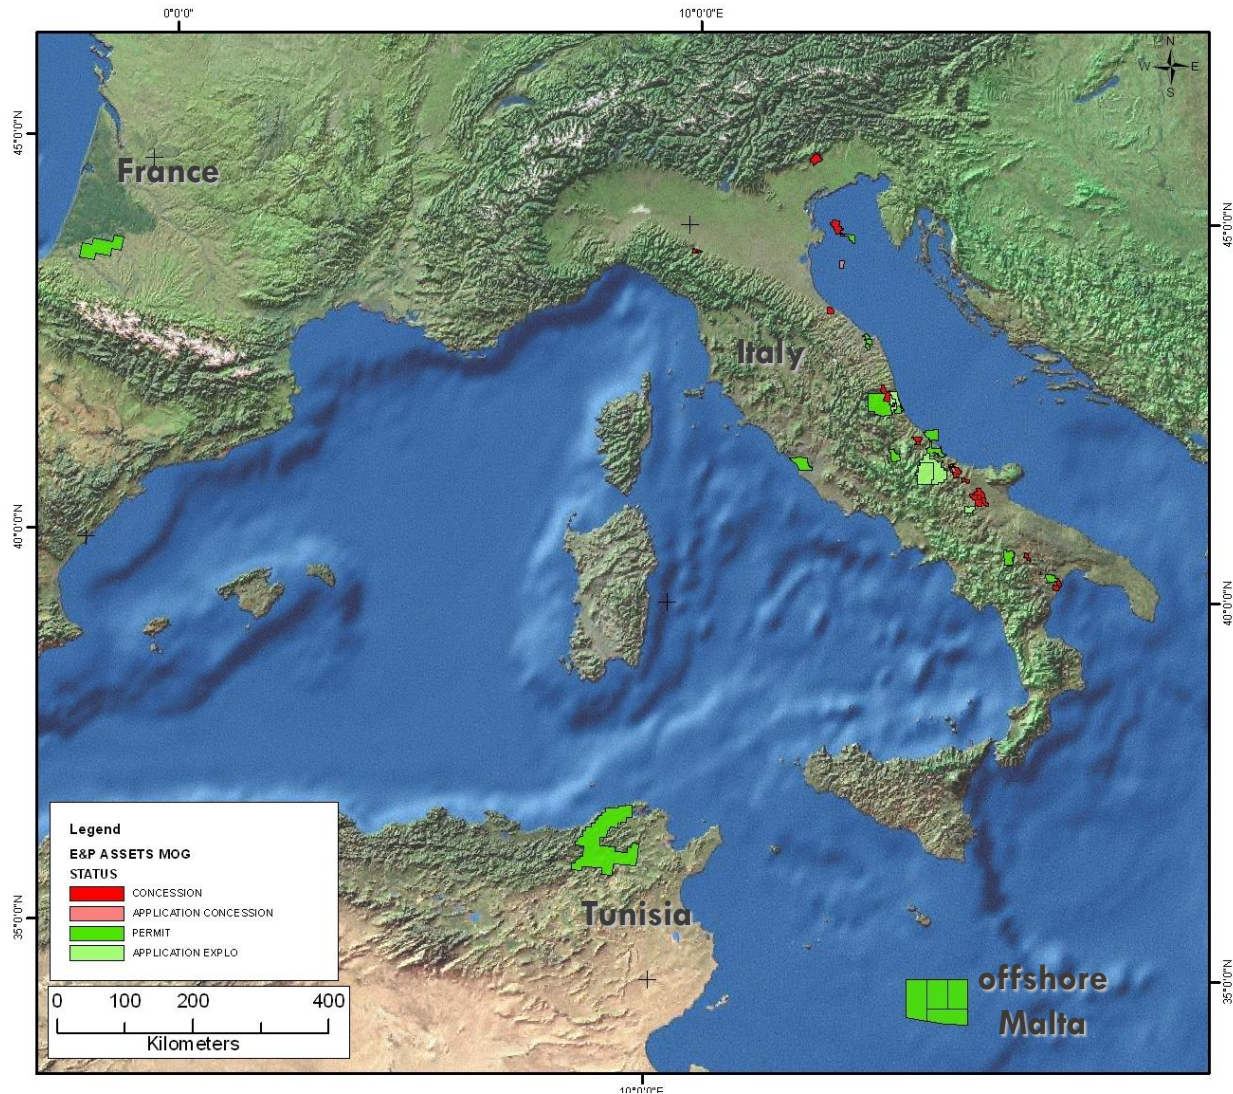 0°0'0"
10°0'0"E
N
W E
S
45°0'0"N
France
45°0'0"N
Italy
40°0'0"N
40°0'0"N
Legend
E&P ASSETS MOG
STATUS
CONCESSION
APPLICATION CONCESSION
PERMIT
APPLICATION EXPLO
Tunisia
35°0'0"N
offshore
Malta
35°0'0"N
0 100 200 400
Kilometers
10°0'0"E